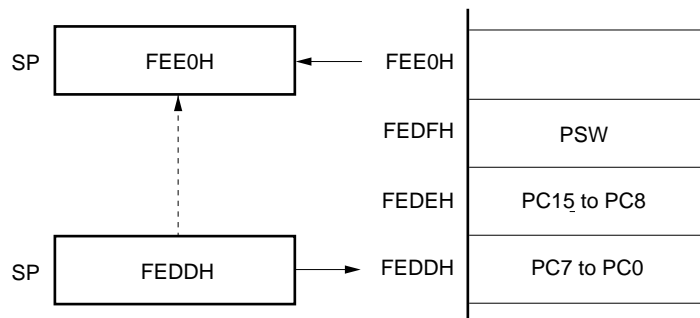 SP FEE0H FEE0H
FEDFH PSW
FEDEH PC15 to PC8
SP FEDDH FEDDH PC7 to PC0